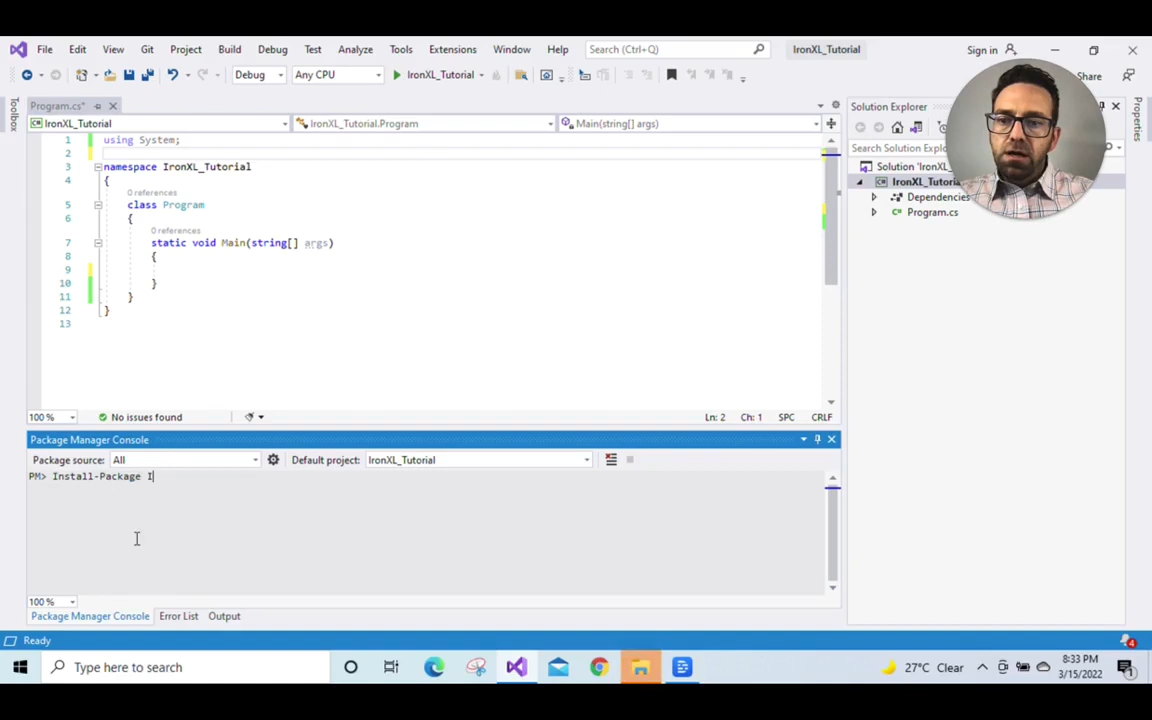 File Edit View Git Project Build Debug Test Analyze Tools Extensions Window Help Search (Ctrl+Q) IronXL_Tutorial Sign in
Debug Any CPU IronXL_Tutorial Share
Toolbox
Program.cs*
IronXL_Tutorial IronXL_Tutorial.Program Main(string[] args)
1 using System;
2
3 namespace IronXL_Tutorial
4 {
0 references
5 class Program
6 {
0 references
7 static void Main(string[] args)
8 {
9
10 }
11 }
12 }
13
100 % No issues found Ln: 2 Ch: 1 SPC CRLF
Package Manager Console
Package source: All Default project: IronXL_Tutorial
PM> Install-Package I
100 %
Package Manager Console Error List Output
Solution Explorer
Search Solution Explo
Solution 'IronXL_
IronXL_Tutoria
Dependencies
Program.cs
Properties
Ready
4
Type here to search
27°C Clear
8:33 PM
3/15/2022
1